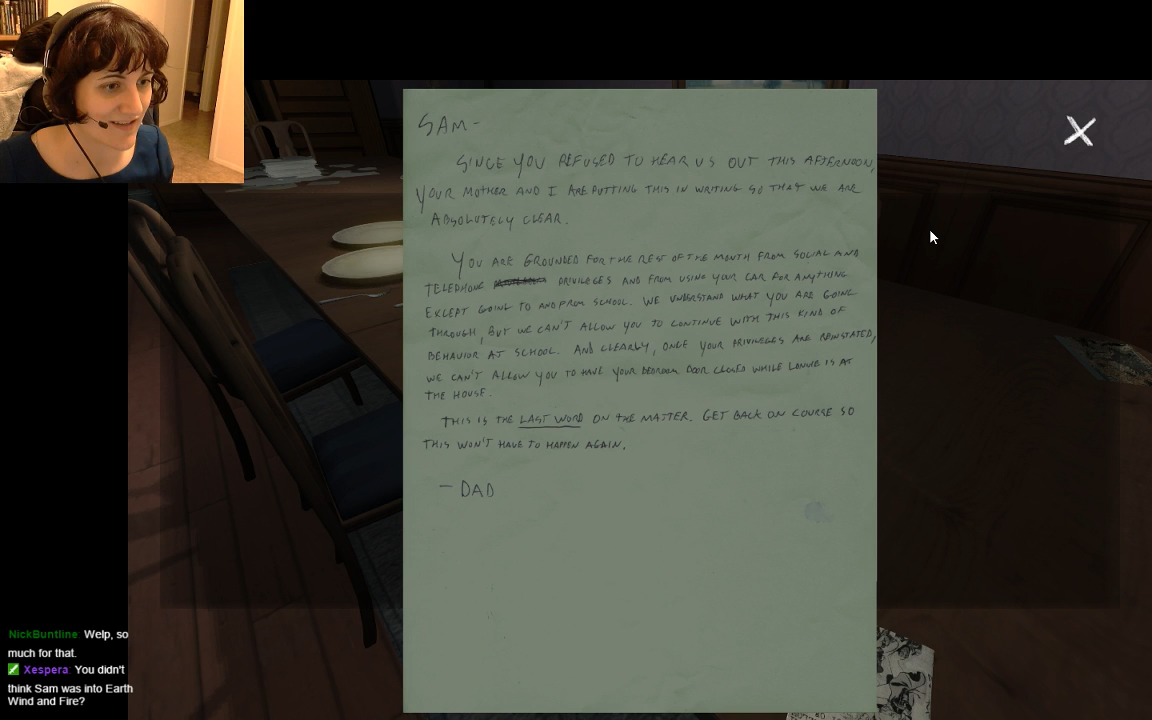 SAM-
SINCE YOU REFUSED TO HEAR US OUT THIS AFTERNOON,
YOUR MOTHER AND I ARE PUTTING THIS IN WRITING SO THAT WE ARE
ABSOLUTELY CLEAR.
YOU ARE GROUNDED FOR THE REST OF THE MONTH FROM SOCIAL AND
TELEPHONE PRIVILEGES AND FROM USING YOUR CAR FOR ANYTHING
EXCEPT GOING TO AND FROM SCHOOL. WE UNDERSTAND WHAT YOU ARE GOING
THROUGH, BUT WE CAN'T ALLOW YOU TO CONTINUE WITH THIS KIND OF
BEHAVIOR AT SCHOOL. AND CLEARLY, ONCE YOUR PRIVILEGES ARE REINSTATED,
WE CAN'T ALLOW YOU TO HAVE YOUR BEDROOM DOOR CLOSED WHILE LONNIE IS AT
THE HOUSE.
THIS IS THE LAST WORD ON THE MATTER. GET BACK ON COURSE SO
THIS WON'T HAVE TO HAPPEN AGAIN.
- DAD
NickBuntline: Welp, so
much for that.
Xespera: You didn't
think Sam was into Earth
Wind and Fire?